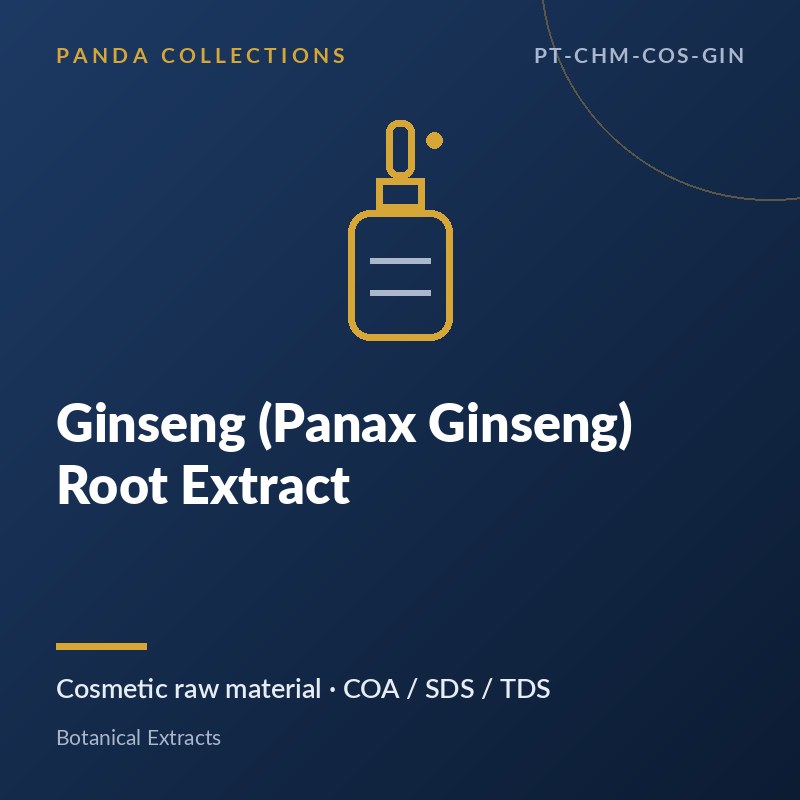 PANDA COLLECTIONS
PT-CHM-COS-GIN
Ginseng (Panax Ginseng)
Root Extract
Cosmetic raw material · COA / SDS / TDS
Botanical Extracts